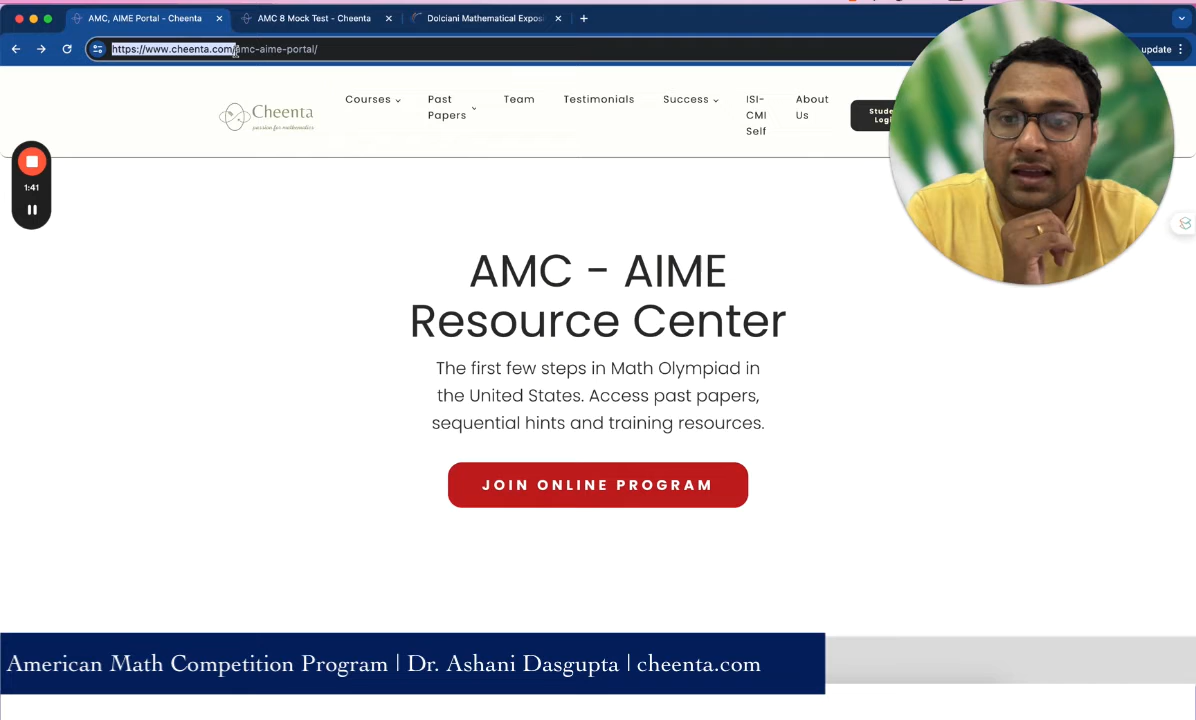 AMC, AIME Portal - Cheenta
AMC 8 Mock Test - Cheenta
Dolciani Mathematical Exposi
https://www.cheenta.com/amc-aime-portal/
update
Cheenta
passion for mathematics
Courses
Past
Papers
Team
Testimonials
Success
ISI-
CMI
Self
About
Us
Stude
Logi
1:41
AMC - AIME
Resource Center
The first few steps in Math Olympiad in
the United States. Access past papers,
sequential hints and training resources.
JOIN ONLINE PROGRAM
American Math Competition Program | Dr. Ashani Dasgupta | cheenta.com